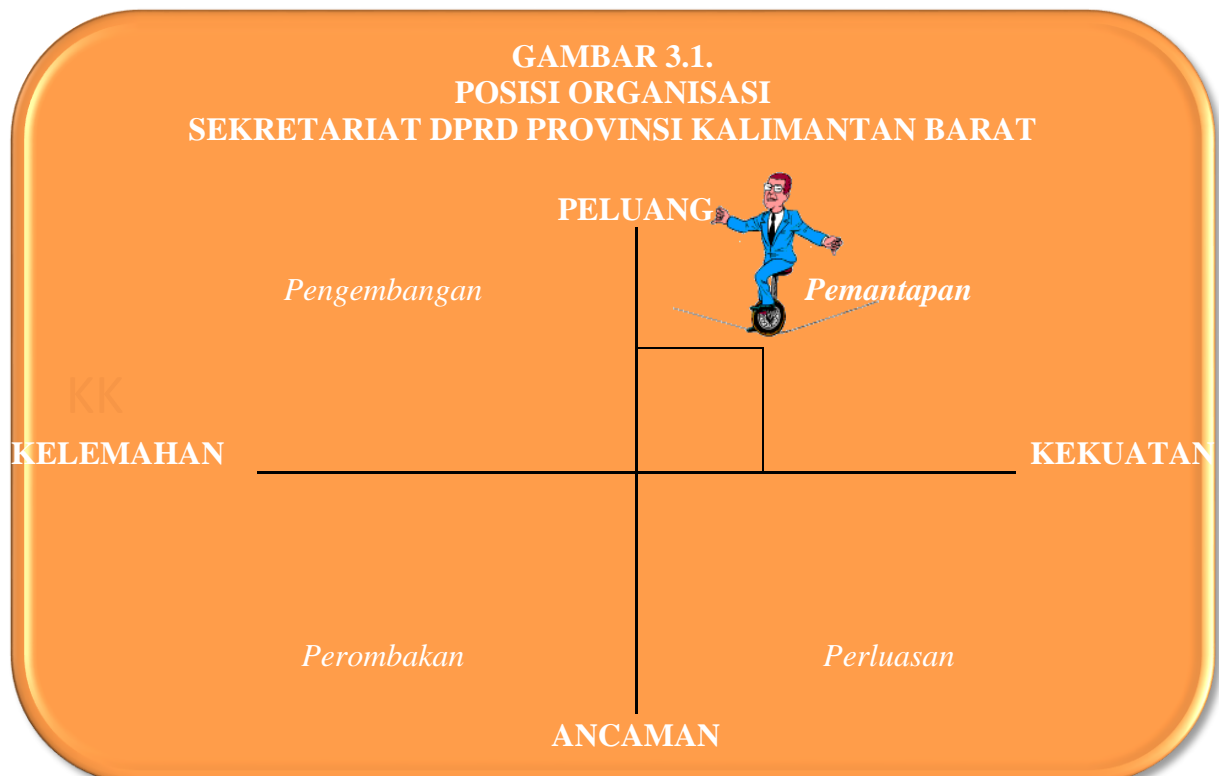 GAMBAR 3.1.
POSISI ORGANISASI
SEKRETARIAT DPRD PROVINSI KALIMANTAN BARAT
PELUANG
Pengembangan
Pemantapan
KK
KELEMAHAN
KEKUATAN
Perombakan
Perluasan
ANCAMAN